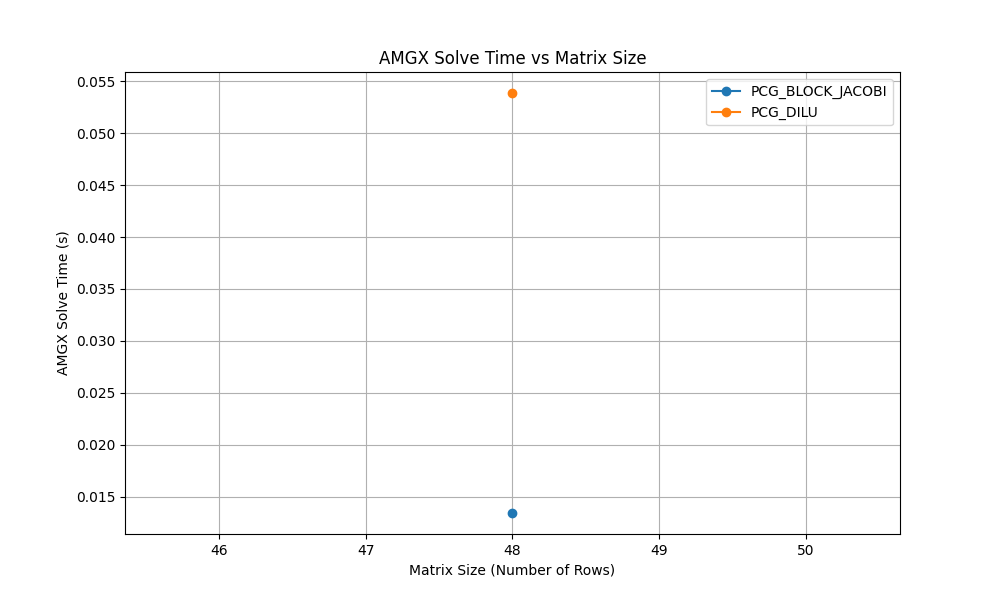 AMGX Solve Time vs Matrix Size
PCG_BLOCK_JACOBI
PCG_DILU
AMGX Solve Time (s)
0.055
0.050
0.045
0.040
0.035
0.030
0.025
0.020
0.015
46 47 48 49 50
Matrix Size (Number of Rows)